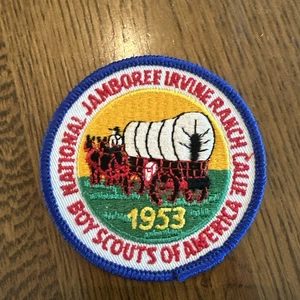 NATIONAL JAMBOREE IRVINE RANCH CALIF.
1953
BOY SCOUTS OF AMERICA